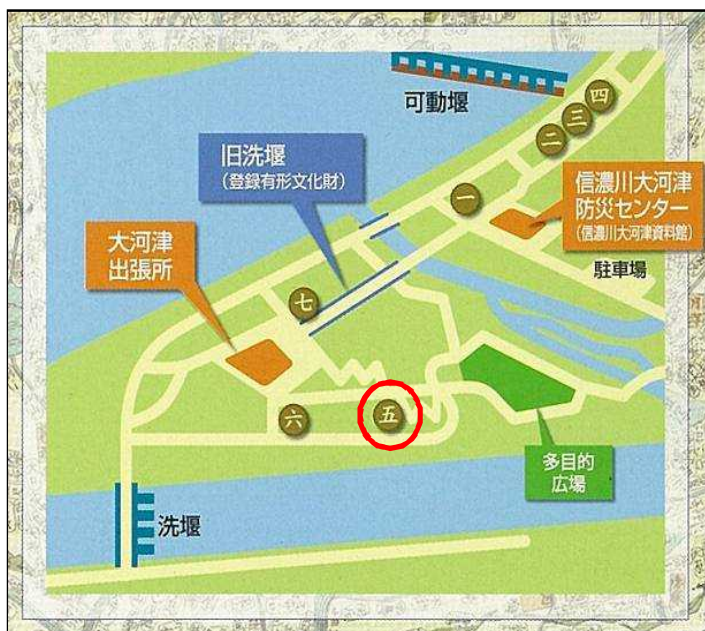 可動堰
四
三
二
一
旧洗堰
（登録有形文化財）
信濃川大河津
防災センター
（信濃川大河津資料館）
駐車場
大河津
出張所
七
六
五
多目的
広場
洗堰